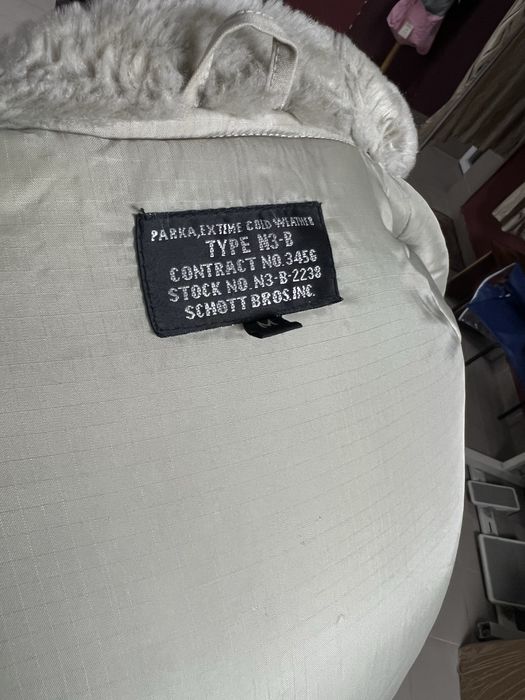 PARKA, EXTIME COLD WEATHER
TYPE N3-B
CONTRACT NO.3456
STOCK NO. N3-B-2238
SCHOTT BROS.INC.
M